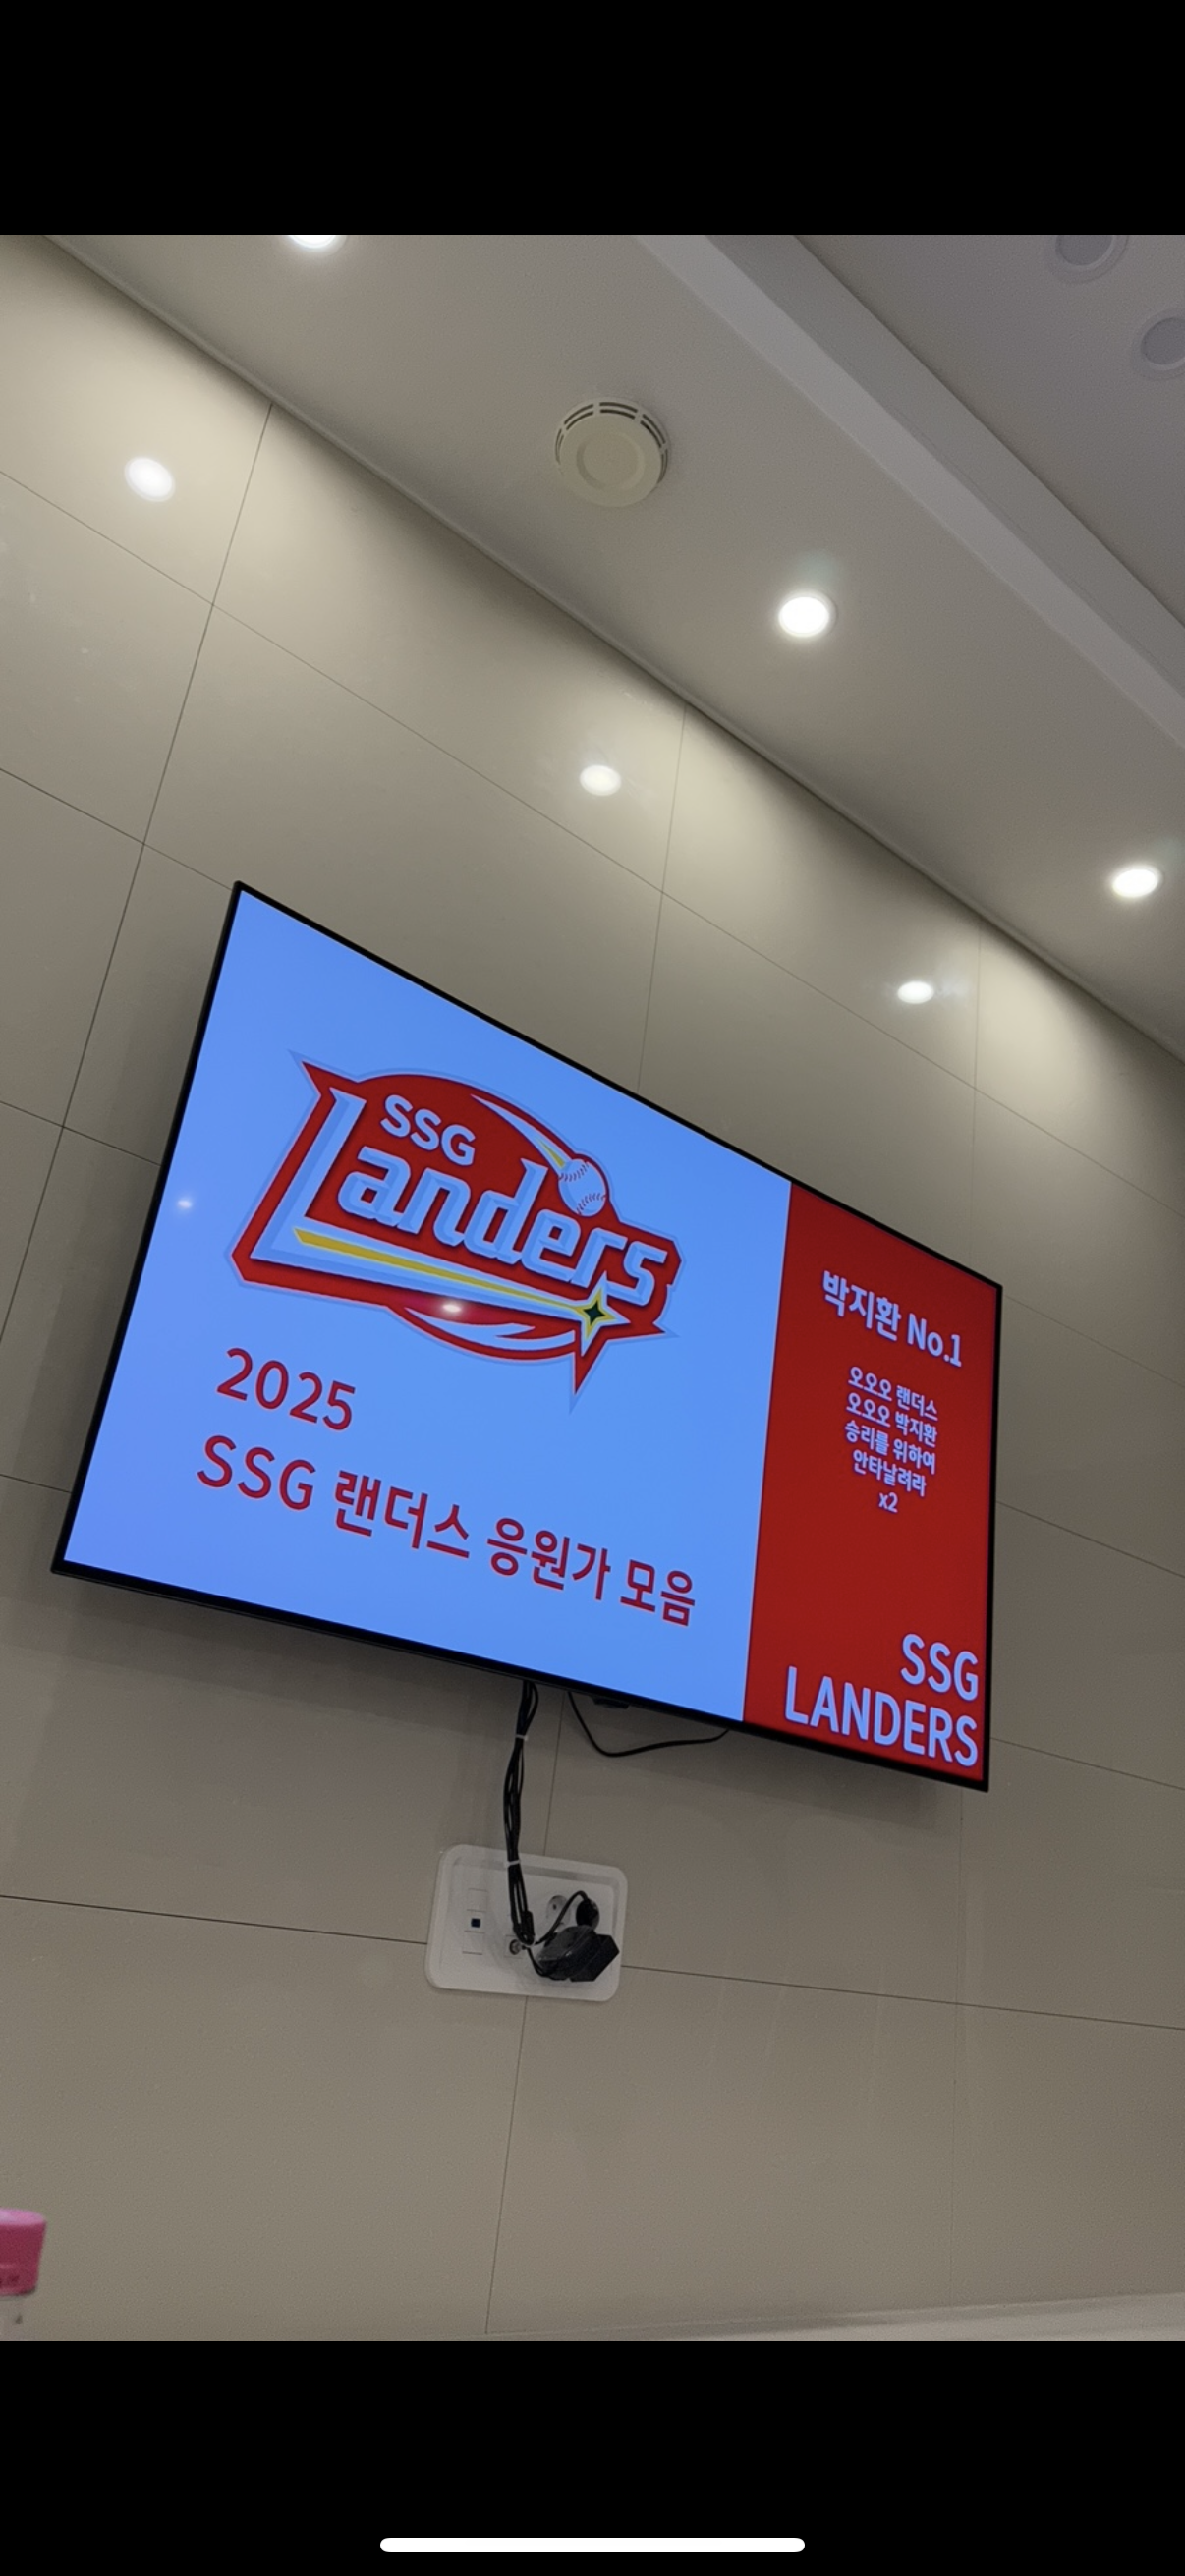 SSG
Landers
2025
SSG 랜더스 응원가 모음
박지환 No.1
오오오 랜더스
오오오 박지환
승리를 위하여
안타날려라
x2
SSG
LANDERS